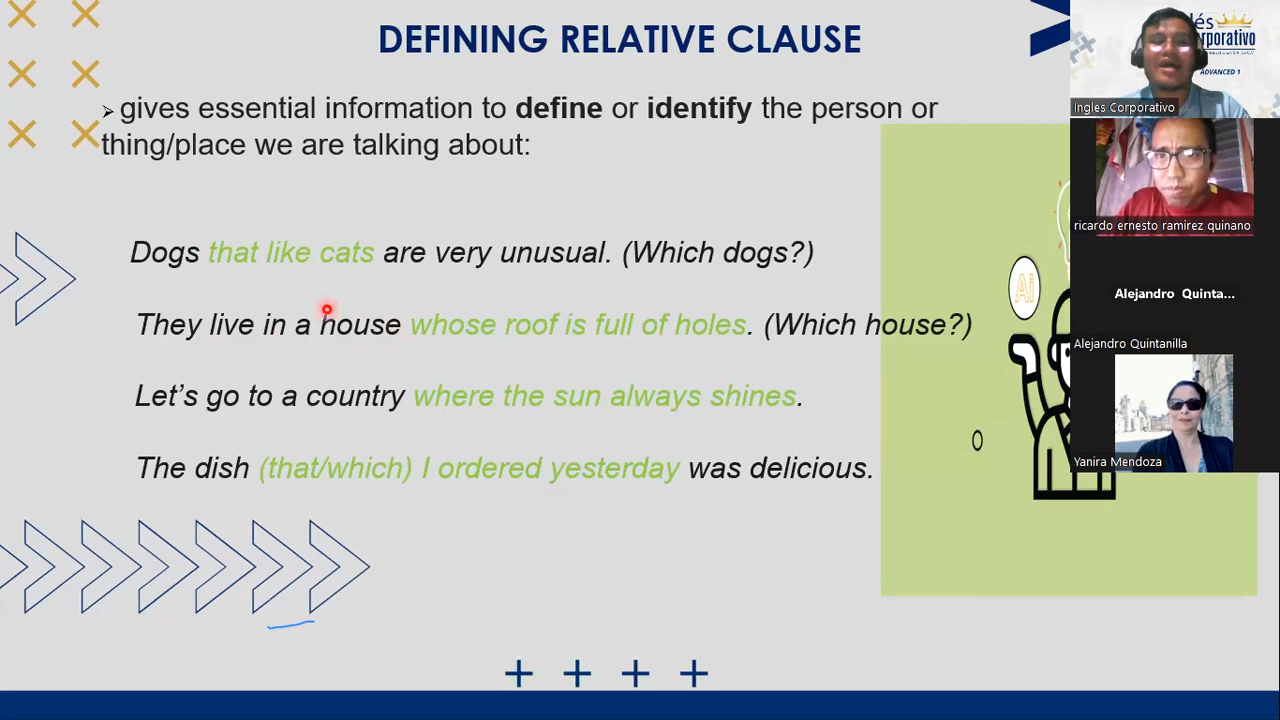 DEFINING RELATIVE CLAUSE
➢ gives essential information to define or identify the person or
thing/place we are talking about:
Dogs that like cats are very unusual. (Which dogs?)
They live in a house whose roof is full of holes. (Which house?)
Let's go to a country where the sun always shines.
The dish (that/which) I ordered yesterday was delicious.
Ai
ADVANCED 1
Ingles Corporativo
ricardo ernesto ramirez quinano
Alejandro Quinta...
Alejandro Quintanilla
Yanira Mendoza